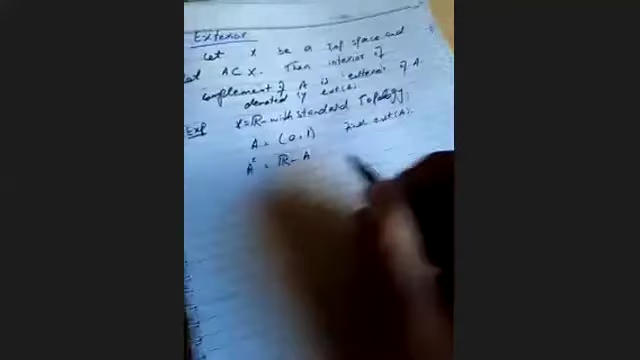 Exterior
Let X be a Top space and
Let A ⊂ X. Then interior of
complement of A is exterior of A.
denoted by ext(A)
Exp X = ℝ with standard Topology.
A = (0,1) Find ext(A).
Aᶜ = ℝ - A